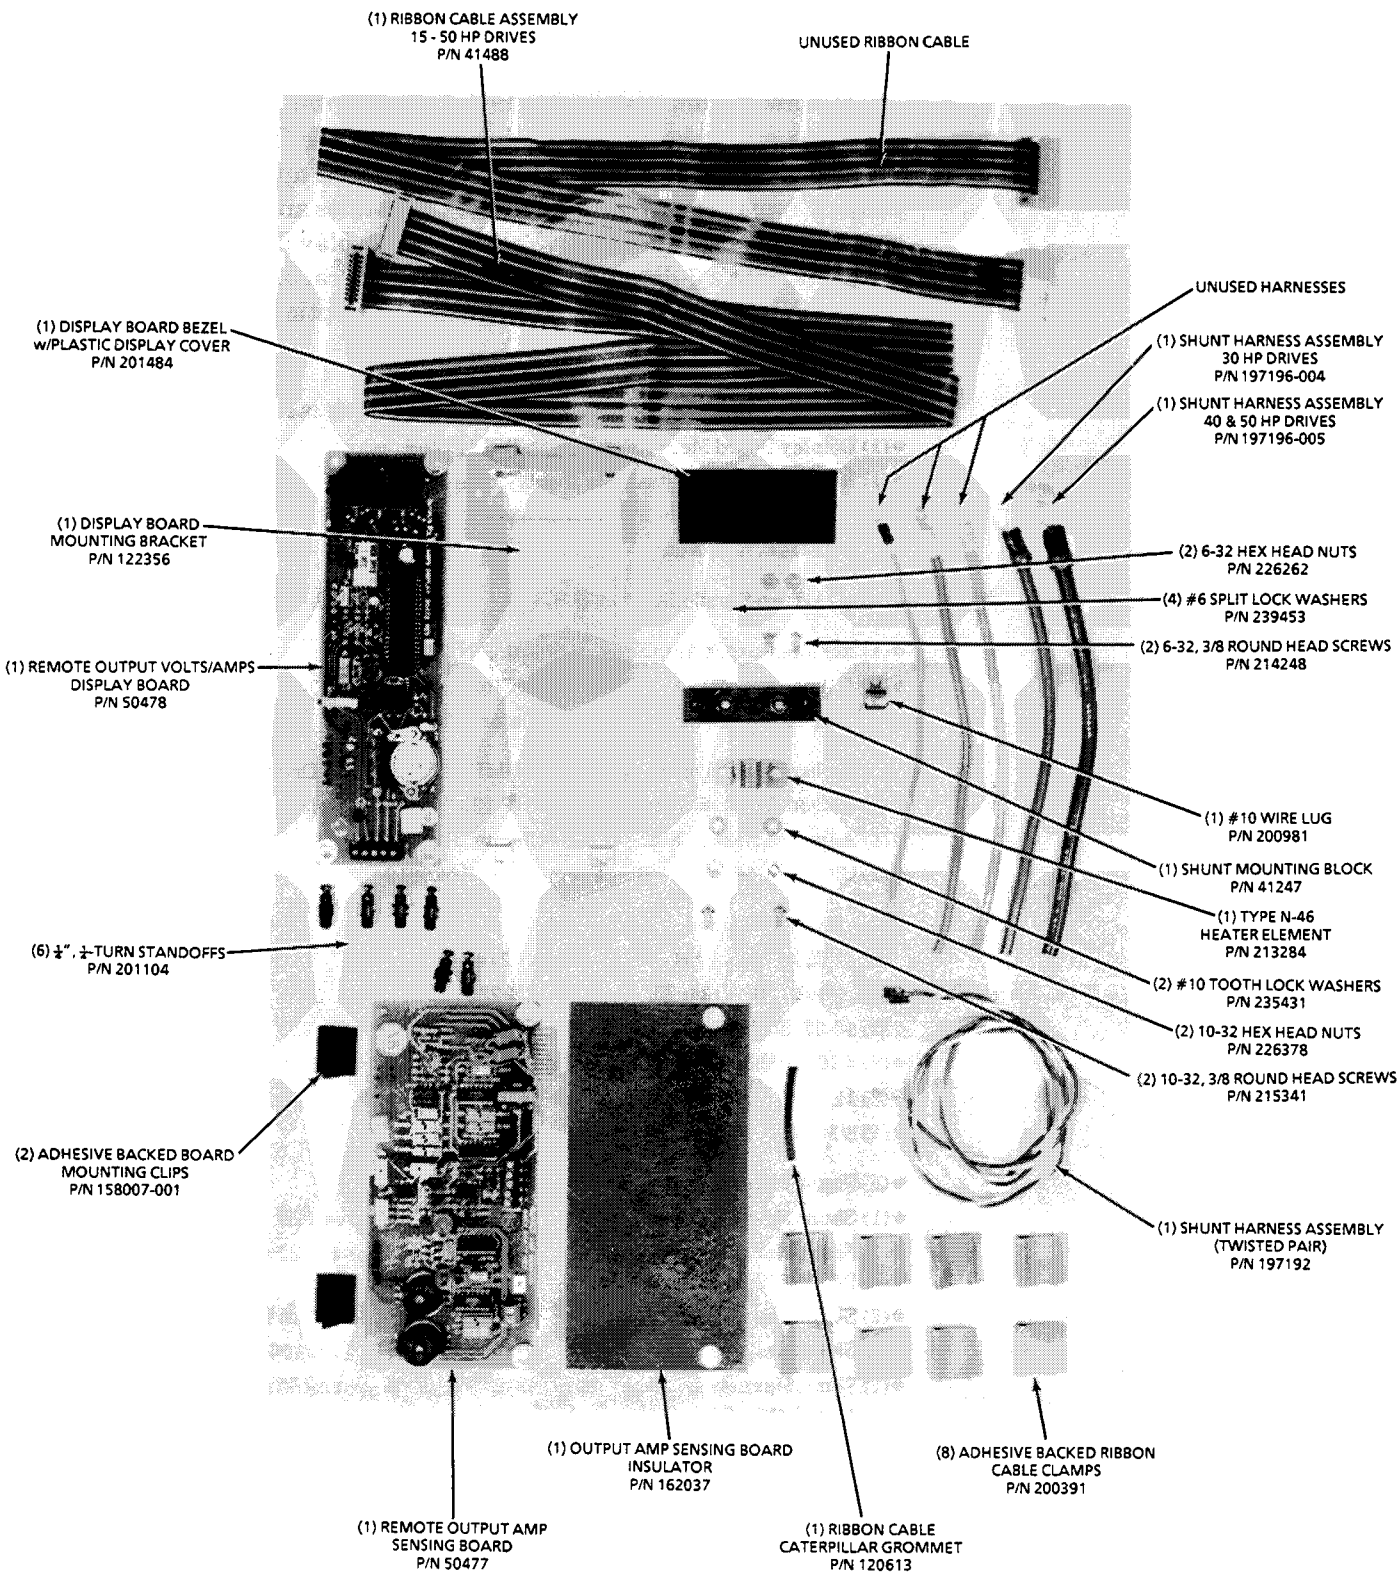 (1) RIBBON CABLE ASSEMBLY
15 - 50 HP DRIVES
P/N 41488
UNUSED RIBBON CABLE
UNUSED HARNESSES
(1) DISPLAY BOARD BEZEL
w/PLASTIC DISPLAY COVER
P/N 201484
(1) SHUNT HARNESS ASSEMBLY
30 HP DRIVES
P/N 197196-004
(1) SHUNT HARNESS ASSEMBLY
40 & 50 HP DRIVES
P/N 197196-005
(1) DISPLAY BOARD
MOUNTING BRACKET
P/N 122356
(2) 6-32 HEX HEAD NUTS
P/N 226262
(4) #6 SPLIT LOCK WASHERS
P/N 239453
(2) 6-32, 3/8 ROUND HEAD SCREWS
P/N 214248
(1) REMOTE OUTPUT VOLTS/AMPS
DISPLAY BOARD
P/N 50478
(1) #10 WIRE LUG
P/N 200981
(1) SHUNT MOUNTING BLOCK
P/N 41247
(1) TYPE N-46
HEATER ELEMENT
P/N 213284
(6) , -TURN STANDOFFS
P/N 201104
(2) #10 TOOTH LOCK WASHERS
P/N 235431
(2) 10-32 HEX HEAD NUTS
P/N 226378
(2) 10-32, 3/8 ROUND HEAD SCREWS
P/N 215341
(2) ADHESIVE BACKED BOARD
MOUNTING CLIPS
P/N 158007-001
(1) SHUNT HARNESS ASSEMBLY
(TWISTED PAIR)
P/N 197192
(1) OUTPUT AMP SENSING BOARD
INSULATOR
P/N 162037
(8) ADHESIVE BACKED RIBBON
CABLE CLAMPS
P/N 200391
(1) REMOTE OUTPUT AMP
SENSING BOARD
P/N 50477
(1) RIBBON CABLE
CATERPILLAR GROMMET
P/N 120613